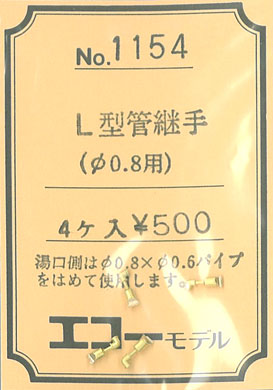 No.1154
L型管継手
(φ0.8用)
4ケ入¥500
湯口側はφ0.8×φ0.6パイプ
をはめて使用します。
エコーモデル